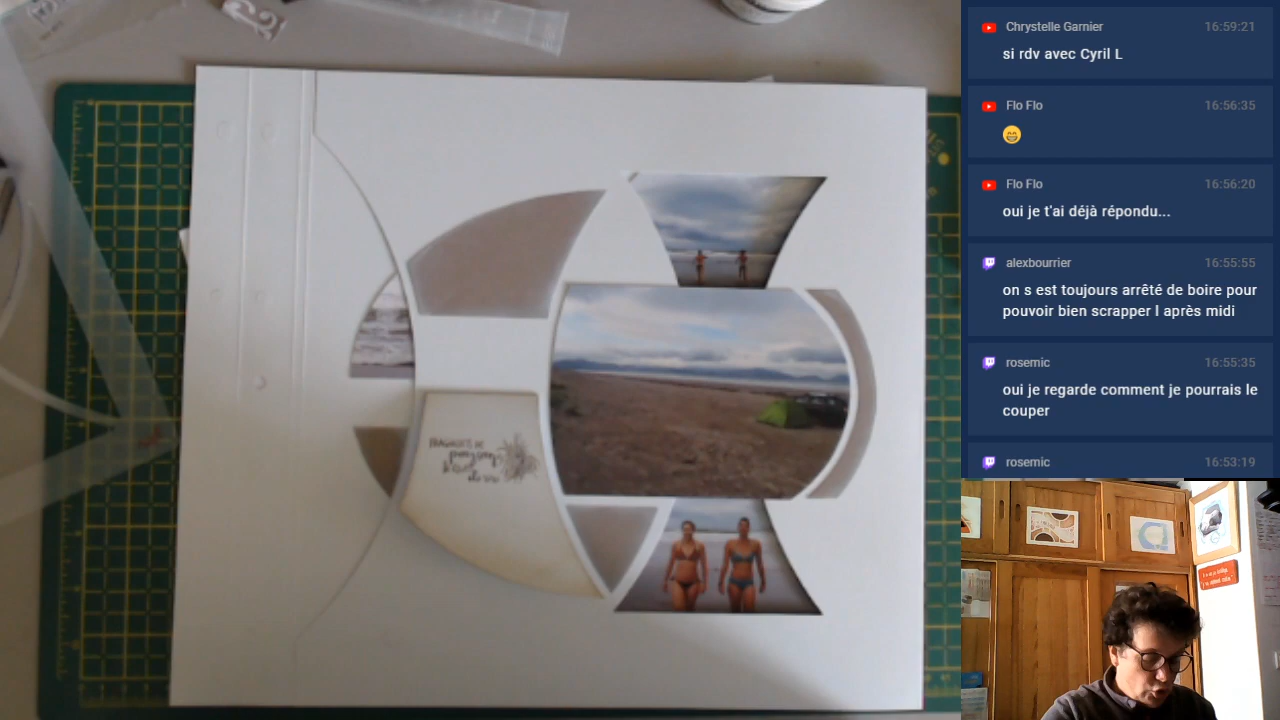 Chrystelle Garnier 16:59:21
si rdv avec Cyril L
Flo Flo 16:56:35
Flo Flo 16:56:20
oui je t'ai déjà répondu...
alexbourrier 16:55:55
on s est toujours arrêté de boire pour
pouvoir bien scrapper l après midi
rosemic 16:55:35
oui je regarde comment je pourrais le
couper
rosemic 16:53:19